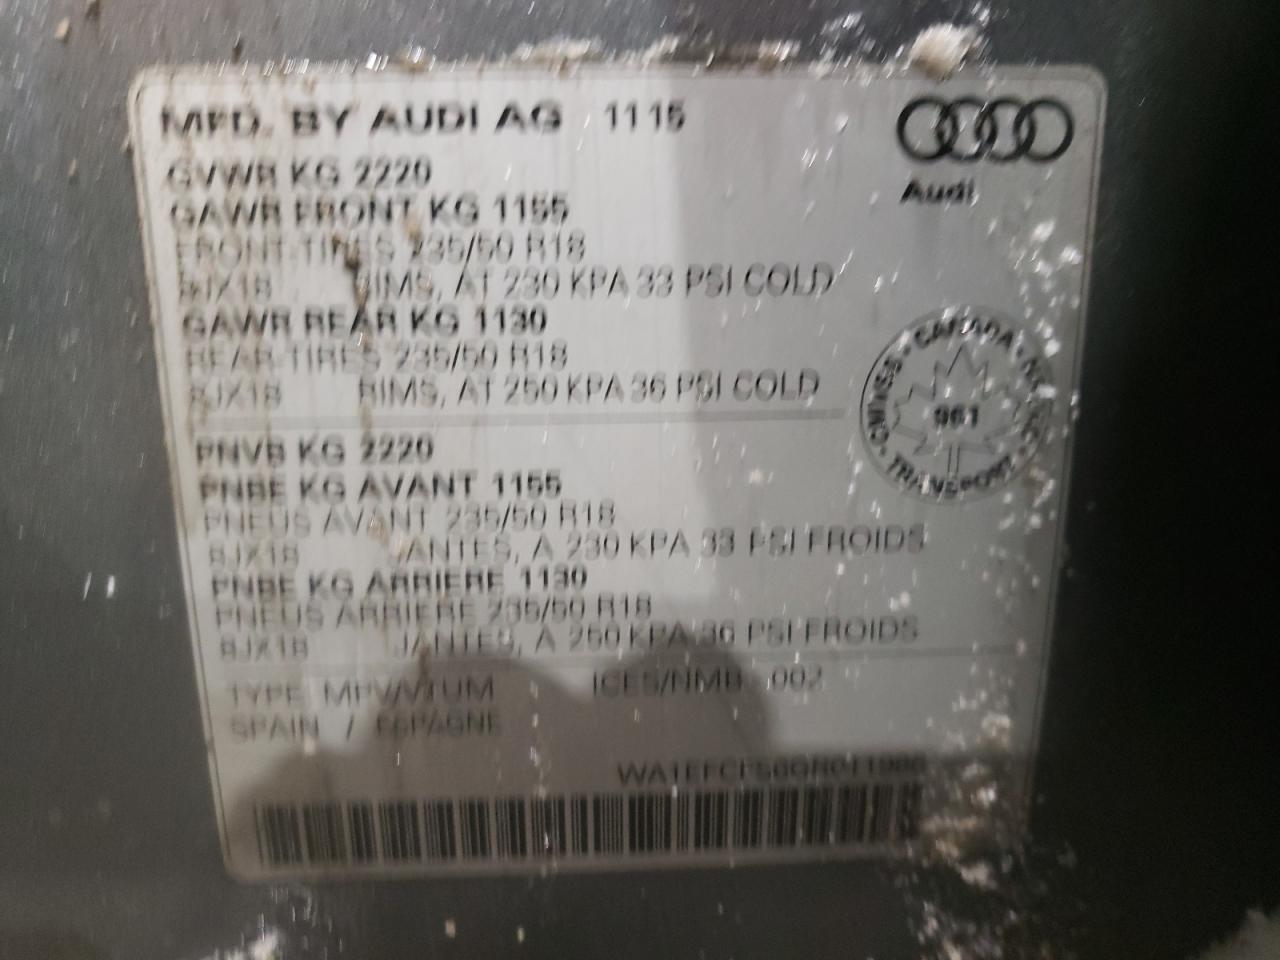 MFD. BY AUDI AG 1115
Audi
GVWR KG 2220
GAWR FRONT KG 1155
FRONT-TIRES 235/50 R18
8JX18 RIMS, AT 230 KPA 33 PSI COLD
GAWR REAR KG 1130
REAR-TIRES 235/50 R18
8JX18 RIMS, AT 250 KPA 36 PSI COLD
CANADA
961
TRANSPORT
PNVB KG 2220
PNBE KG AVANT 1155
PNEUS AVANT 235/50 R18
8JX18 JANTES, A 230 KPA 33 PSI FROIDS
PNBE KG ARRIERE 1130
PNEUS ARRIERE 235/50 R18
8JX18 JANTES, A 250 KPA 36 PSI FROIDS
TYPE MPV/VTUM ICES/NMB 002
SPAIN / ESPAGNE